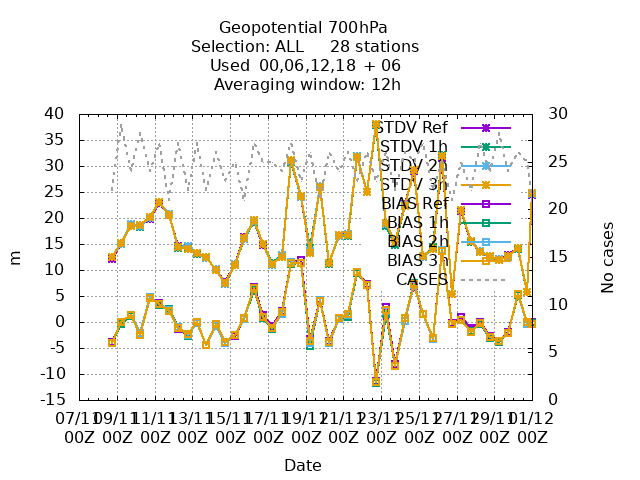 Geopotential 700hPa
Selection: ALL 28 stations
Used 00,06,12,18 + 06
Averaging window: 12h
40
35
30
25
20
15
10
5
0
-5
-10
-15
m
30
25
20
15
10
5
0
No cases
STDV Ref
STDV 1h
STDV 2h
STDV 3h
BIAS Ref
BIAS 1h
BIAS 2h
BIAS 3h
CASES
07/11 09/11 11/11 13/11 15/11 17/11 19/11 21/11 23/11 25/11 27/11 29/11 01/12
00Z 00Z 00Z 00Z 00Z 00Z 00Z 00Z 00Z 00Z 00Z 00Z 00Z
Date